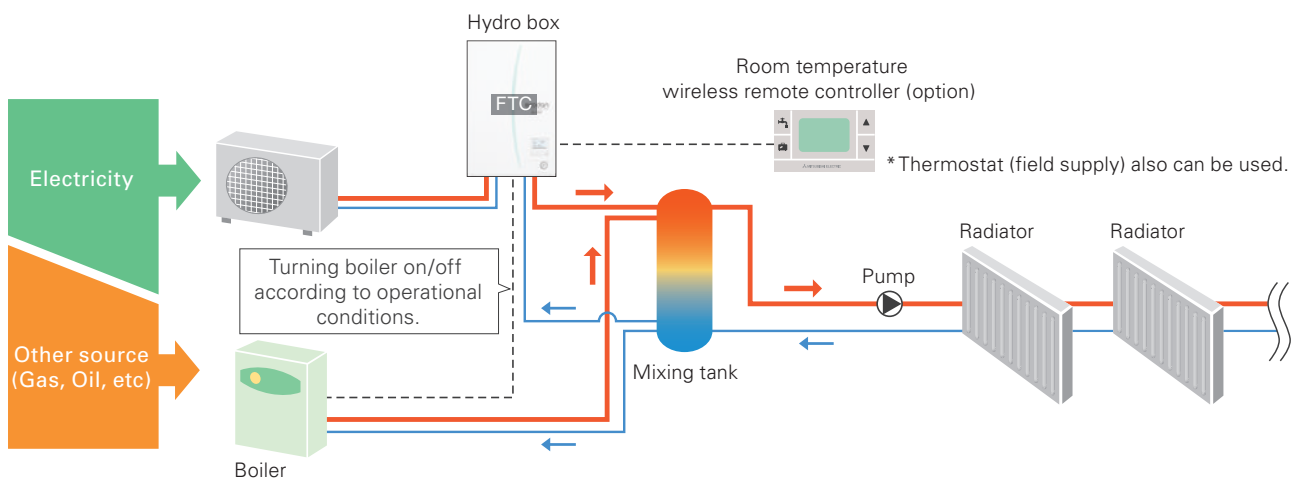 Hydro box
FTC
Room temperature
wireless remote controller (option)
*Thermostat (field supply) also can be used.
Electricity
Radiator
Radiator
Pump
Turning boiler on/off
according to operational
conditions.
Other source
(Gas, Oil, etc)
Mixing tank
Boiler